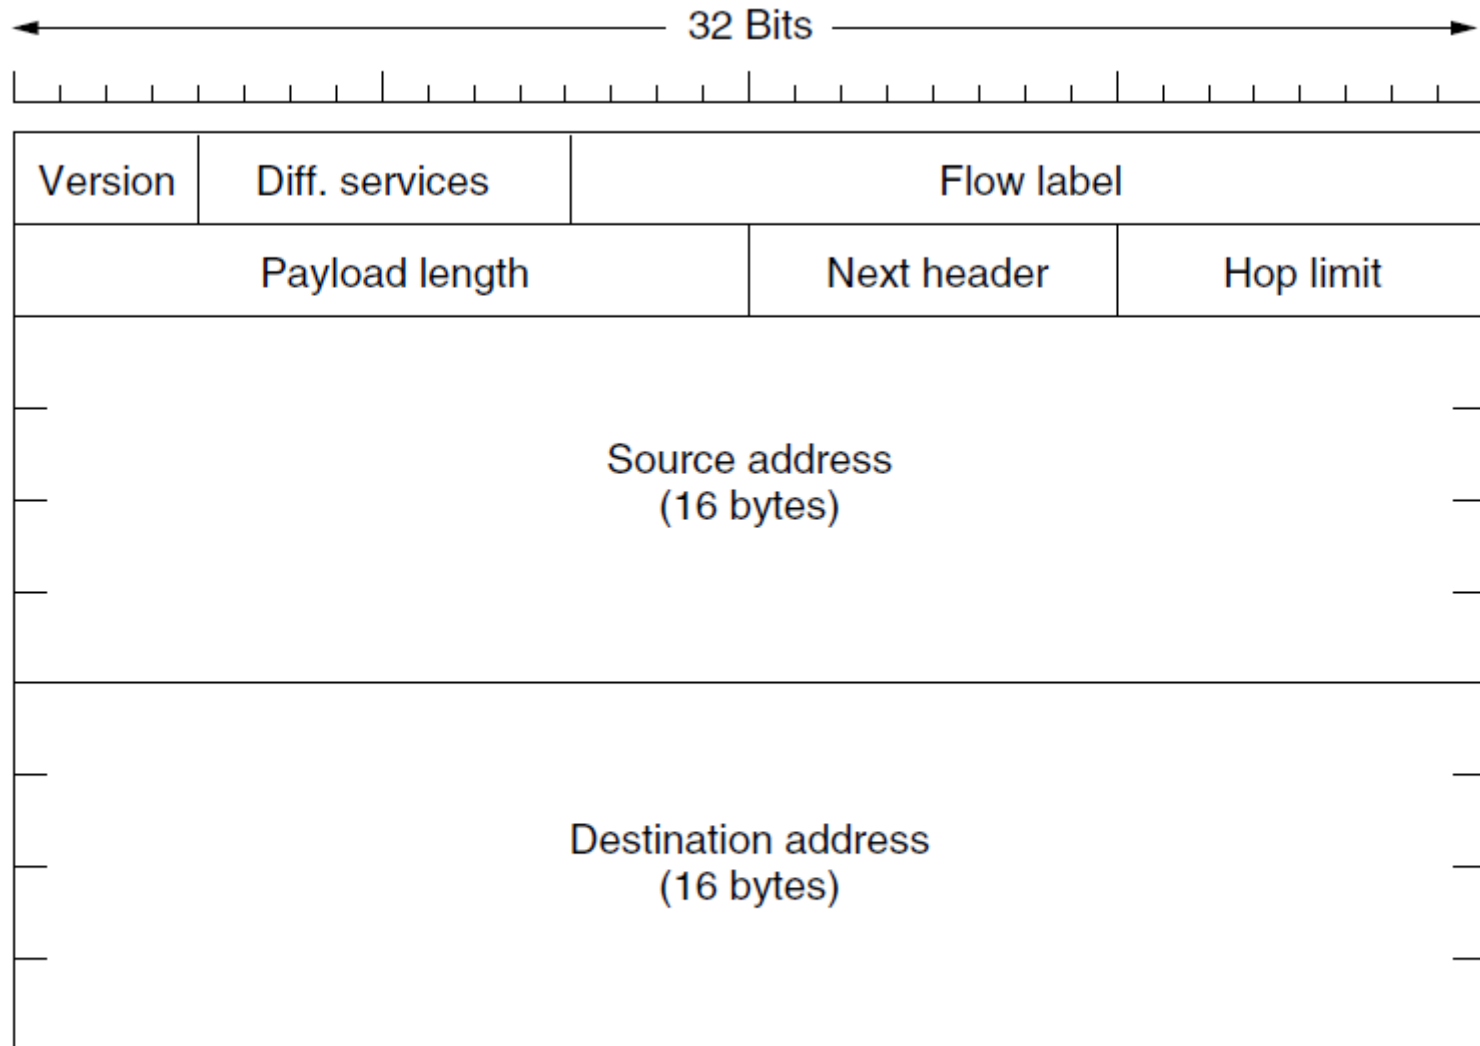 32 Bits
Version
Diff. services
Flow label
Payload length
Next header
Hop limit
Source address
(16 bytes)
Destination address
(16 bytes)